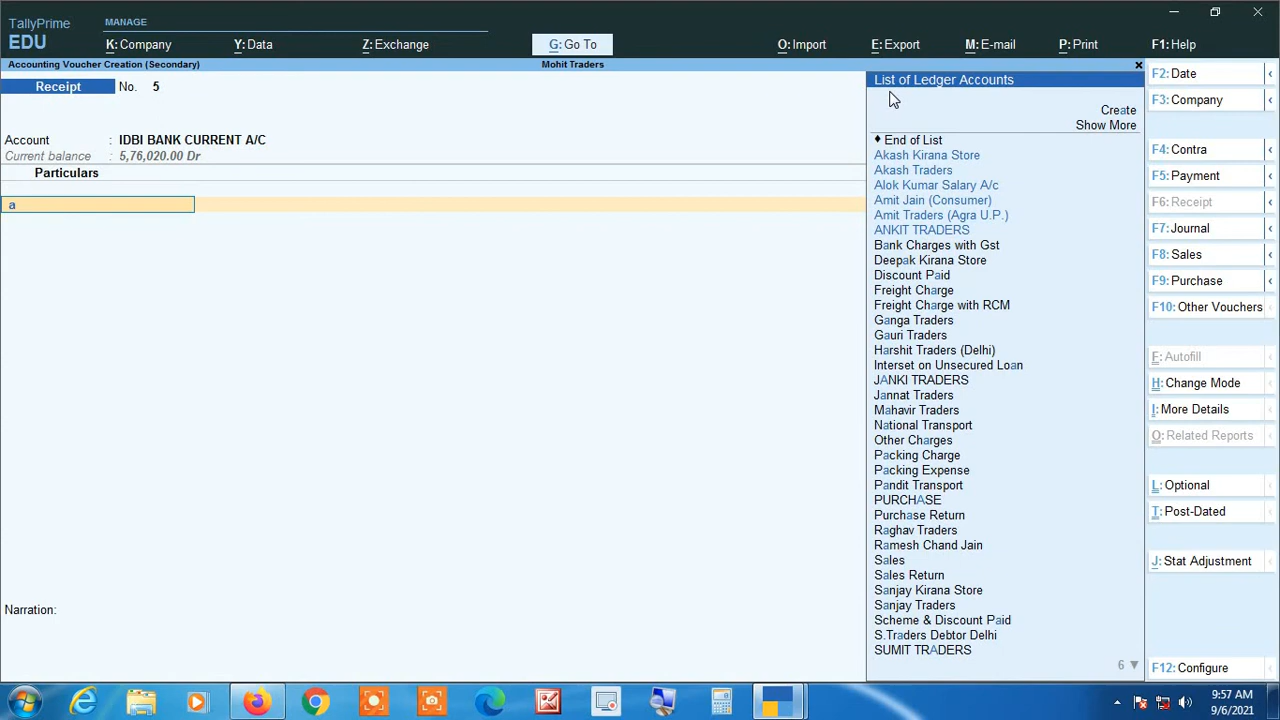 TallyPrime
EDU
MANAGE
K: Company
Y: Data
Z: Exchange
G: Go To
O: Import
E: Export
M: E-mail
P: Print
F1: Help
Accounting Voucher Creation (Secondary)
Mohit Traders
Receipt No. 5
Account : IDBI BANK CURRENT A/C
Current balance : 5,76,020.00 Dr
Particulars
a
Narration:
List of Ledger Accounts
Create
Show More
♦ End of List
Akash Kirana Store
Akash Traders
Alok Kumar Salary A/c
Amit Jain (Consumer)
Amit Traders (Agra U.P.)
ANKIT TRADERS
Bank Charges with Gst
Deepak Kirana Store
Discount Paid
Freight Charge
Freight Charge with RCM
Ganga Traders
Gauri Traders
Harshit Traders (Delhi)
Interset on Unsecured Loan
JANKI TRADERS
Jannat Traders
Mahavir Traders
National Transport
Other Charges
Packing Charge
Packing Expense
Pandit Transport
PURCHASE
Purchase Return
Raghav Traders
Ramesh Chand Jain
Sales
Sales Return
Sanjay Kirana Store
Sanjay Traders
Scheme & Discount Paid
S.Traders Debtor Delhi
SUMIT TRADERS
6 ▼
F2: Date
F3: Company
F4: Contra
F5: Payment
F6: Receipt
F7: Journal
F8: Sales
F9: Purchase
F10: Other Vouchers
F: Autofill
H: Change Mode
I: More Details
O: Related Reports
L: Optional
T: Post-Dated
J: Stat Adjustment
F12: Configure
9:57 AM
9/6/2021